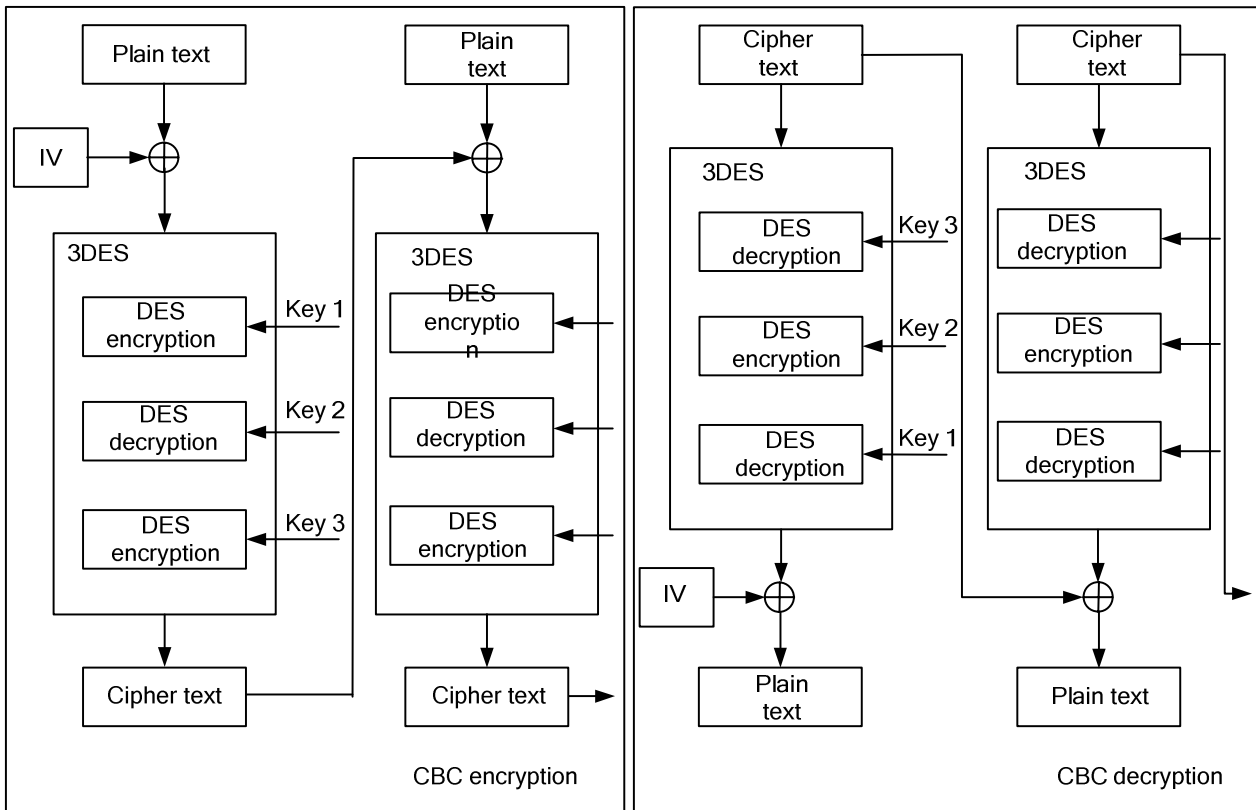 Plain text
IV
3DES
DES
encryption
Key 1
DES
decryption
Key 2
DES
encryption
Key 3
Cipher text
Plain
text
3DES
DES
encryptio
n
DES
decryption
DES
encryption
Cipher text
CBC encryption
Cipher
text
3DES
DES
decryption
Key 3
DES
encryption
Key 2
DES
decryption
Key 1
IV
Plain
text
Cipher
text
3DES
DES
decryption
DES
encryption
DES
decryption
Plain text
CBC decryption